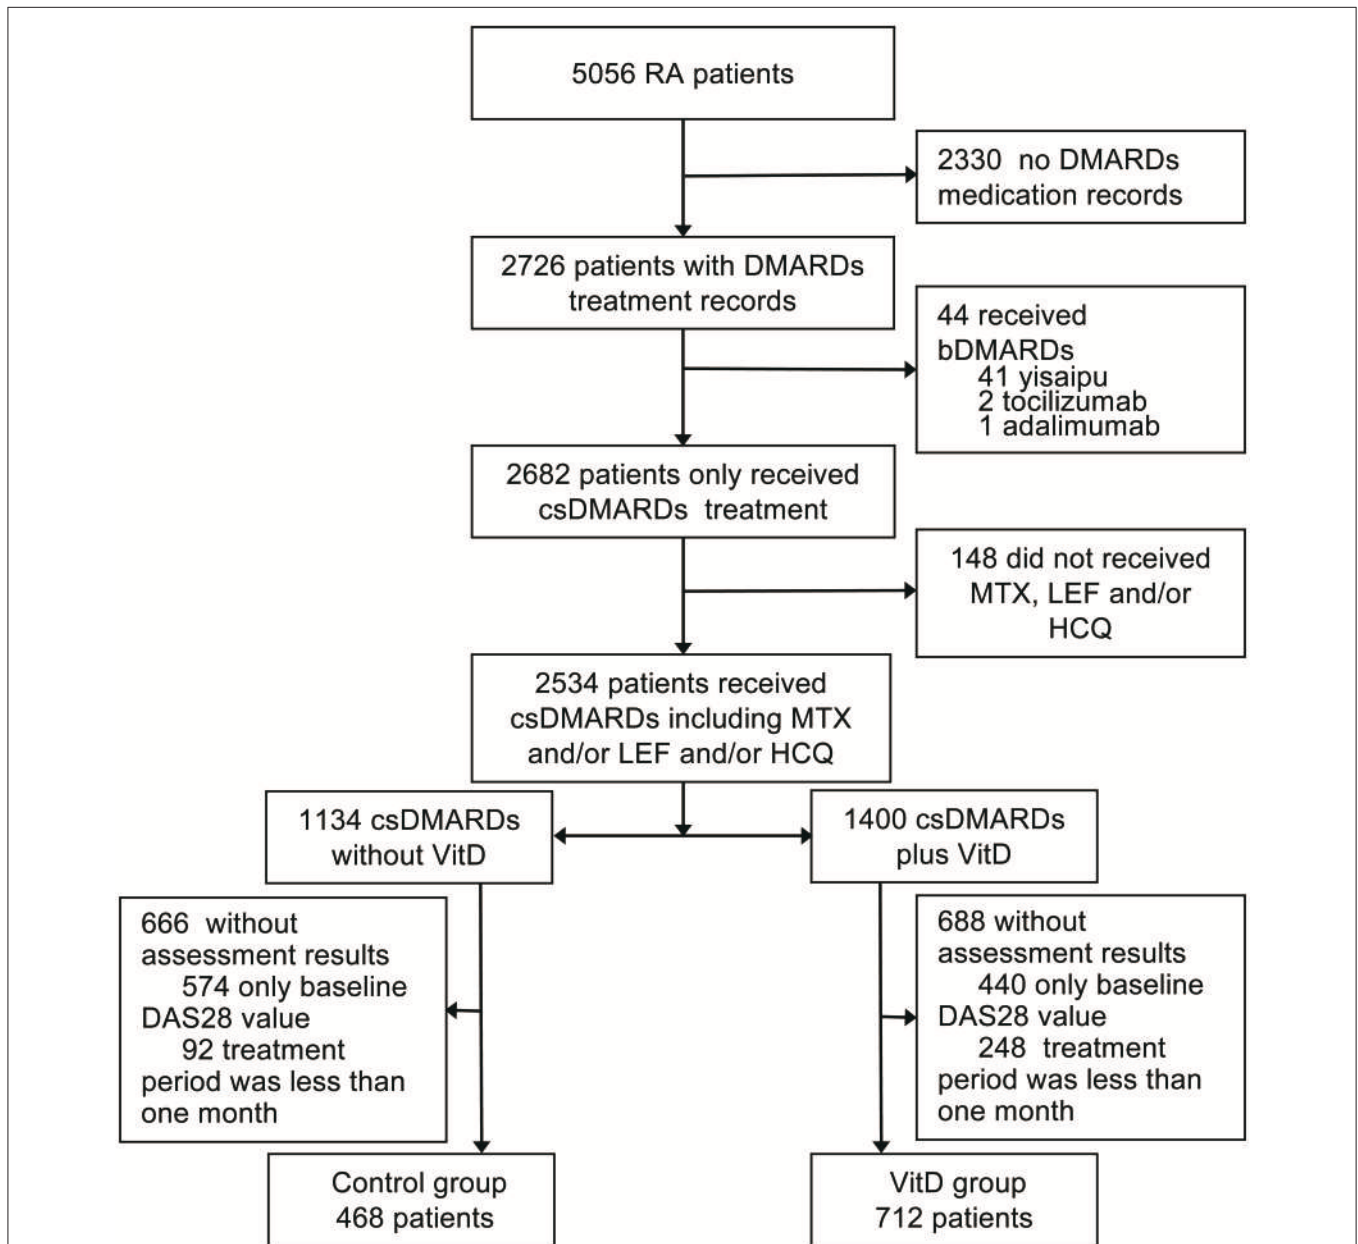 5056 RA patients
2330 no DMARDs
medication records
2726 patients with DMARDs
treatment records
44 received
bDMARDs
41 yisaipu
2 tocilizumab
1 adalimumab
2682 patients only received
csDMARDs treatment
148 did not received
MTX, LEF and/or
HCQ
2534 patients received
csDMARDs including MTX
and/or LEF and/or HCQ
1134 csDMARDs
without VitD
1400 csDMARDs
plus VitD
666 without
assessment results
574 only baseline
DAS28 value
92 treatment
period was less than
one month
688 without
assessment results
440 only baseline
DAS28 value
248 treatment
period was less than
one month
Control group
468 patients
VitD group
712 patients